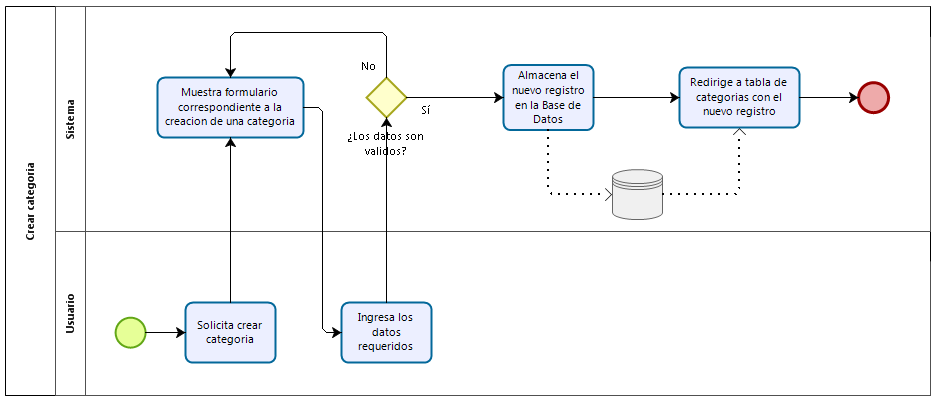 Crear categoria
Sistema
Muestra formulario
correspondiente a la
creacion de una categoria
No
Sí
¿Los datos son
validos?
Almacena el
nuevo registro
en la Base de
Datos
Redirige a tabla de
categorias con el
nuevo registro
Usuario
Solicita crear
categoria
Ingresa los
datos
requeridos